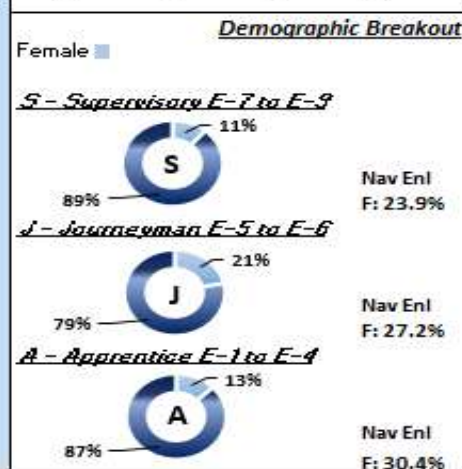 Demographic Breakout
Female
S - Supervisory E-7 to E-9
11%
S
89%
Nav Enl
F: 23.9%
J - Journeyman E-5 to E-6
21%
J
79%
Nav Enl
F: 27.2%
A - Apprentice E-1 to E-4
13%
A
87%
Nav Enl
F: 30.4%